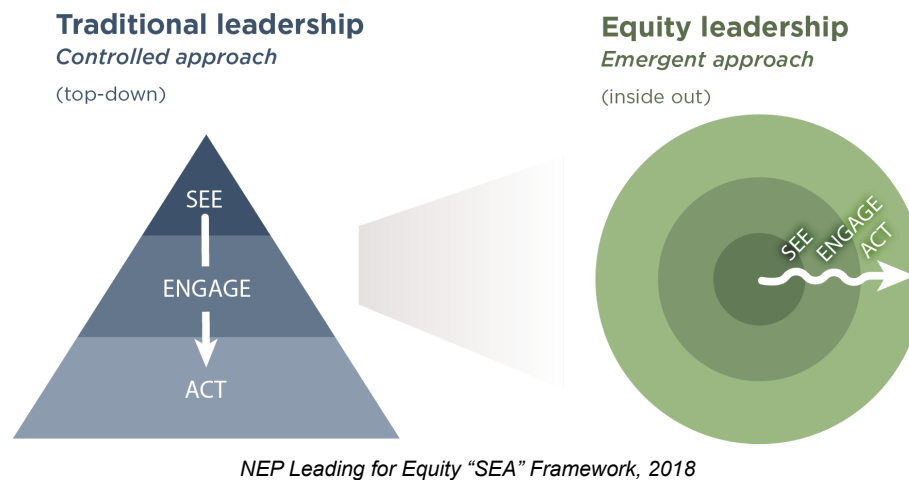 Traditional leadership
Controlled approach
(top-down)
SEE
ENGAGE
ACT
Equity leadership
Emergent approach
(inside out)
SEE
ENGAGE
ACT
NEP Leading for Equity “SEA” Framework, 2018